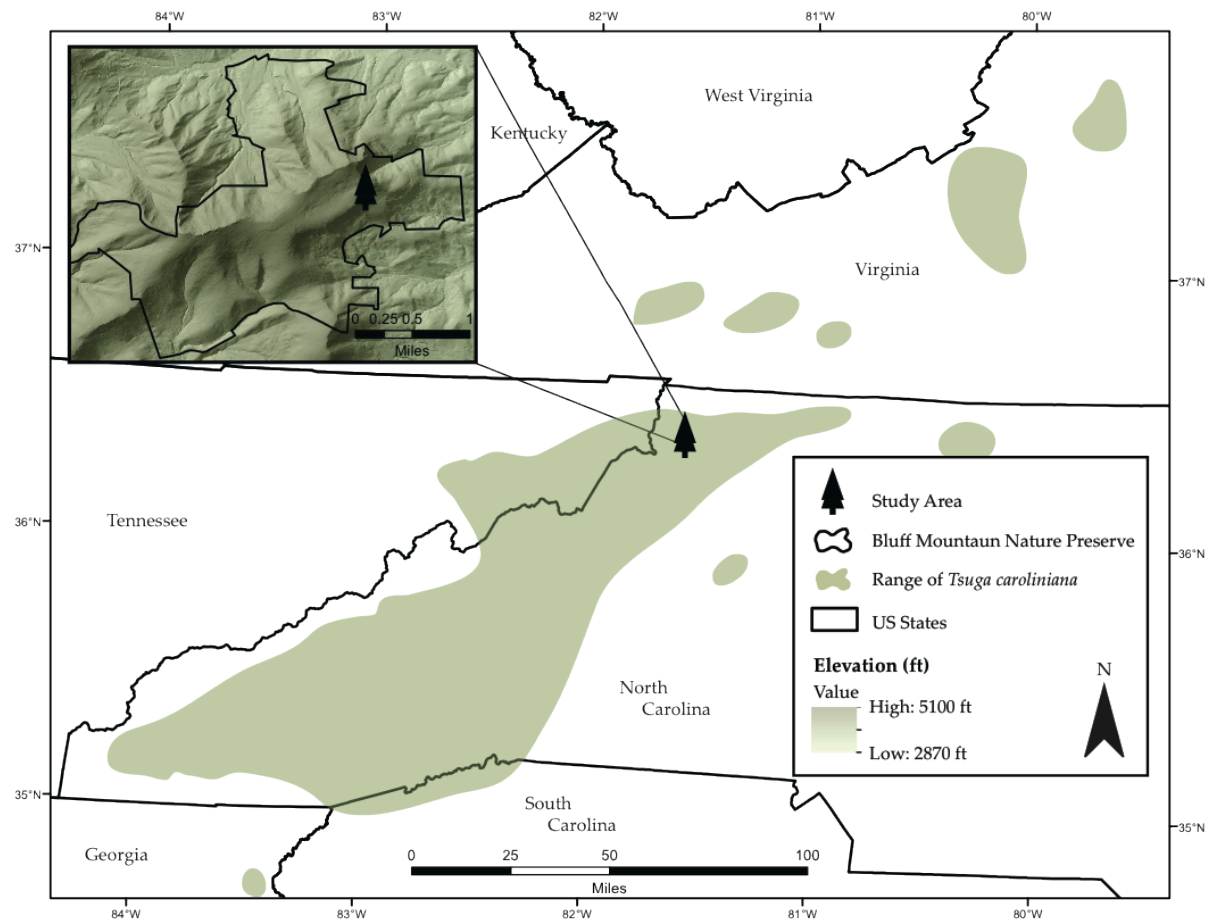 84°W 83°W 82°W 81°W 80°W
West Virginia
Kentucky
37°N
Virginia
37°N
0 0.25 0.5 1
Miles
Tennessee
36°N
36°N
Study Area
Bluff Mountaun Nature Preserve
Range of Tsuga caroliniana
US States
Elevation (ft)
Value
High: 5100 ft
Low: 2870 ft
N
North
Carolina
35°N
35°N
South
Carolina
Georgia
0 25 50 100
Miles
84°W 83°W 82°W 81°W 80°W